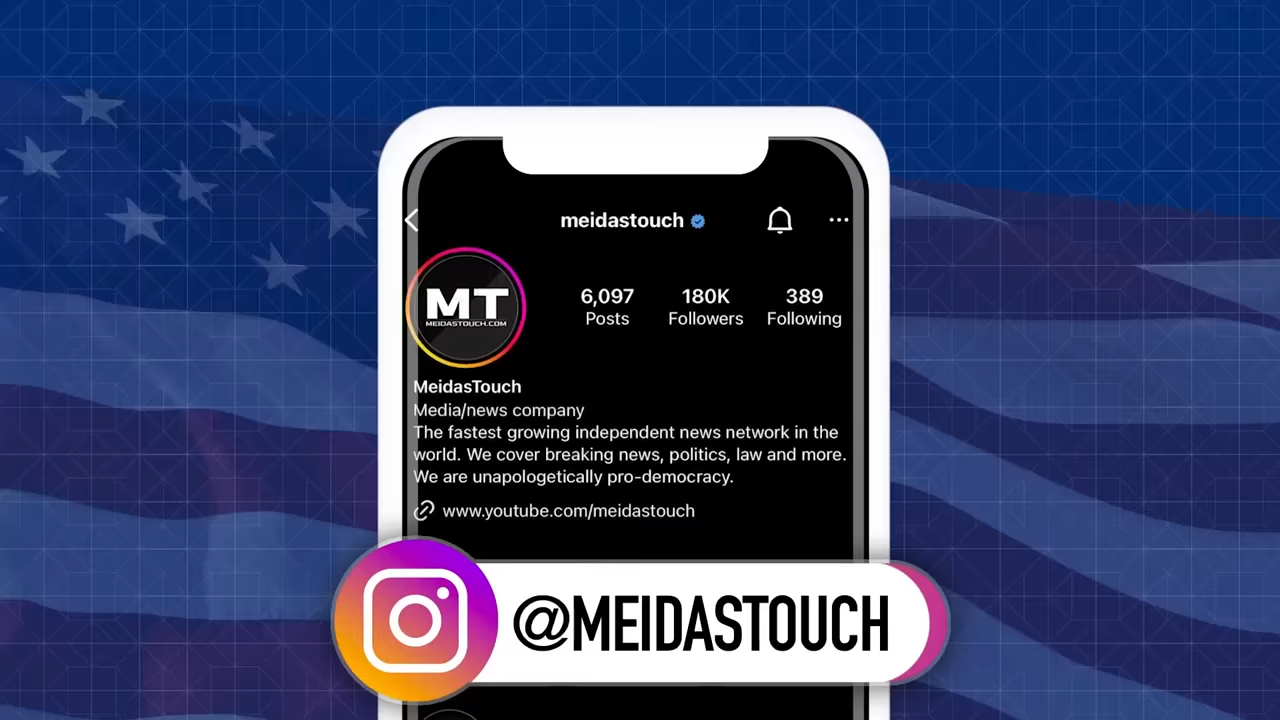 meidastouch
MT
MEIDASTOUCH.COM
6,097
Posts
180K
Followers
389
Following
MeidasTouch
Media/news company
The fastest growing independent news network in the
world. We cover breaking news, politics, law and more.
We are unapologetically pro-democracy.
www.youtube.com/meidastouch
@MEIDASTOUCH